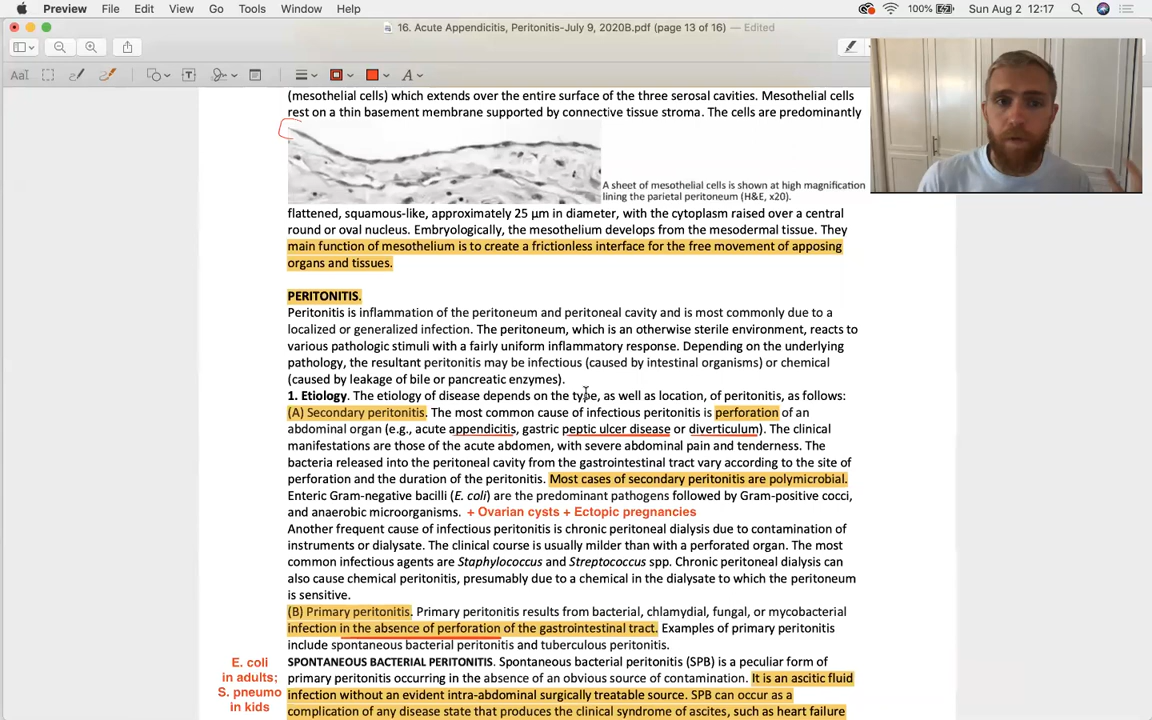 Preview File Edit View Go Tools Window Help 100% Sun Aug 2 12:17
16. Acute Appendicitis, Peritonitis-July 9, 2020B.pdf (page 13 of 16) — Edited
(mesothelial cells) which extends over the entire surface of the three serosal cavities. Mesothelial cells
rest on a thin basement membrane supported by connective tissue stroma. The cells are predominantly
A sheet of mesothelial cells is shown at high magnification
lining the parietal peritoneum (H&E, x20).
flattened, squamous-like, approximately 25 µm in diameter, with the cytoplasm raised over a central
round or oval nucleus. Embryologically, the mesothelium develops from the mesodermal tissue. They
main function of mesothelium is to create a frictionless interface for the free movement of apposing
organs and tissues.
PERITONITIS.
Peritonitis is inflammation of the peritoneum and peritoneal cavity and is most commonly due to a
localized or generalized infection. The peritoneum, which is an otherwise sterile environment, reacts to
various pathologic stimuli with a fairly uniform inflammatory response. Depending on the underlying
pathology, the resultant peritonitis may be infectious (caused by intestinal organisms) or chemical
(caused by leakage of bile or pancreatic enzymes).
1. Etiology. The etiology of disease depends on the type, as well as location, of peritonitis, as follows:
(A) Secondary peritonitis. The most common cause of infectious peritonitis is perforation of an
abdominal organ (e.g., acute appendicitis, gastric peptic ulcer disease or diverticulum). The clinical
manifestations are those of the acute abdomen, with severe abdominal pain and tenderness. The
bacteria released into the peritoneal cavity from the gastrointestinal tract vary according to the site of
perforation and the duration of the peritonitis. Most cases of secondary peritonitis are polymicrobial.
Enteric Gram-negative bacilli (E. coli) are the predominant pathogens followed by Gram-positive cocci,
and anaerobic microorganisms. + Ovarian cysts + Ectopic pregnancies
Another frequent cause of infectious peritonitis is chronic peritoneal dialysis due to contamination of
instruments or dialysate. The clinical course is usually milder than with a perforated organ. The most
common infectious agents are Staphylococcus and Streptococcus spp. Chronic peritoneal dialysis can
also cause chemical peritonitis, presumably due to a chemical in the dialysate to which the peritoneum
is sensitive.
(B) Primary peritonitis. Primary peritonitis results from bacterial, chlamydial, fungal, or mycobacterial
infection in the absence of perforation of the gastrointestinal tract. Examples of primary peritonitis
include spontaneous bacterial peritonitis and tuberculous peritonitis.
SPONTANEOUS BACTERIAL PERITONITIS. Spontaneous bacterial peritonitis (SPB) is a peculiar form of
primary peritonitis occurring in the absence of an obvious source of contamination. It is an ascitic fluid
infection without an evident intra-abdominal surgically treatable source. SPB can occur as a
complication of any disease state that produces the clinical syndrome of ascites, such as heart failure
E. coli
in adults;
S. pneumo
in kids